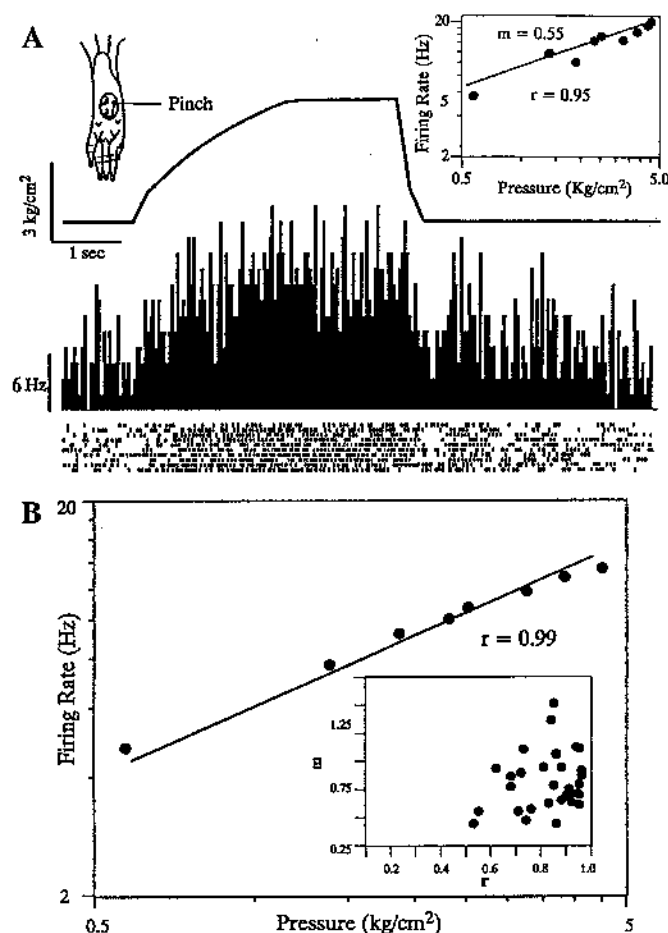 A
Pinch
3 kg/cm²
1 sec
6 Hz
Firing Rate (Hz)
20
5
2
m = 0.55
r = 0.95
0.5
5.0
Pressure (Kg/cm²)
B
20
Firing Rate (Hz)
2
r = 0.99
m
1.25
0.75
0.25
0.2
0.4
0.6
0.8
1.0
r
0.5
Pressure (kg/cm²)
5